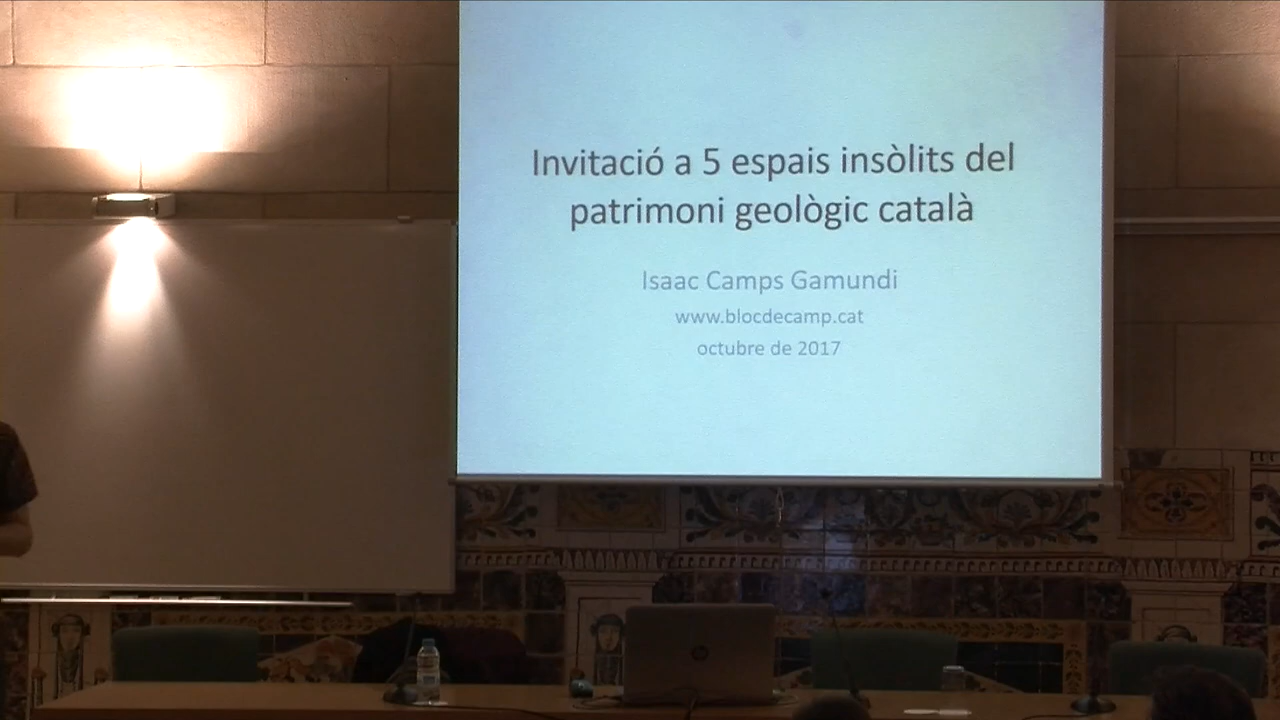 Invitació a 5 espais insòlits del
patrimoni geològic català
Isaac Camps Gamundi
www.blocdecamp.cat
octubre de 2017